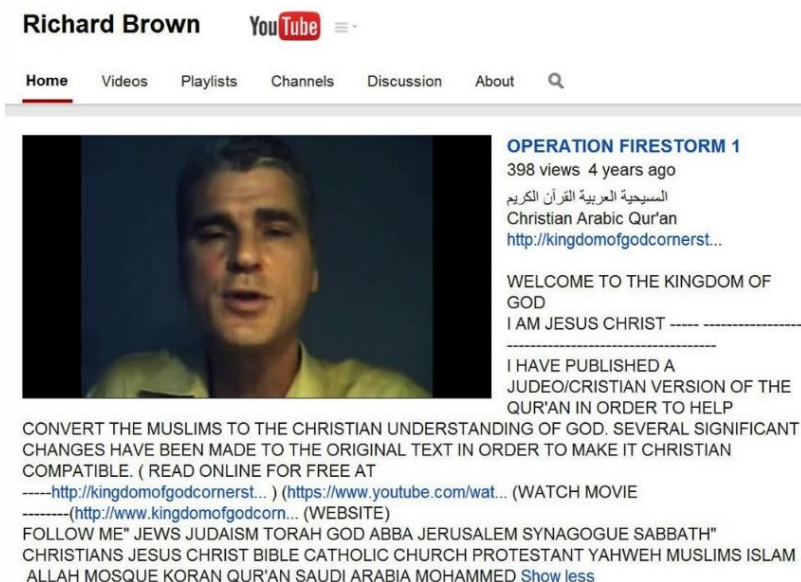 Richard Brown
YouTube
Home Videos Playlists Channels Discussion About
OPERATION FIRESTORM 1
398 views 4 years ago
المسيحية العربية القرآن الكريم
Christian Arabic Qur'an
http://kingdomofgodcornerst...
WELCOME TO THE KINGDOM OF
GOD
I AM JESUS CHRIST ----- -----------------
------------------------------------
I HAVE PUBLISHED A
JUDEO/CRISTIAN VERSION OF THE
QUR'AN IN ORDER TO HELP
CONVERT THE MUSLIMS TO THE CHRISTIAN UNDERSTANDING OF GOD. SEVERAL SIGNIFICANT
CHANGES HAVE BEEN MADE TO THE ORIGINAL TEXT IN ORDER TO MAKE IT CHRISTIAN
COMPATIBLE. ( READ ONLINE FOR FREE AT
-----http://kingdomofgodcornerst... ) (https://www.youtube.com/wat... (WATCH MOVIE
--------(http://www.kingdomofgodcorn... (WEBSITE)
FOLLOW ME" JEWS JUDAISM TORAH GOD ABBA JERUSALEM SYNAGOGUE SABBATH"
CHRISTIANS JESUS CHRIST BIBLE CATHOLIC CHURCH PROTESTANT YAHWEH MUSLIMS ISLAM
ALLAH MOSQUE KORAN QUR'AN SAUDI ARABIA MOHAMMED Show less